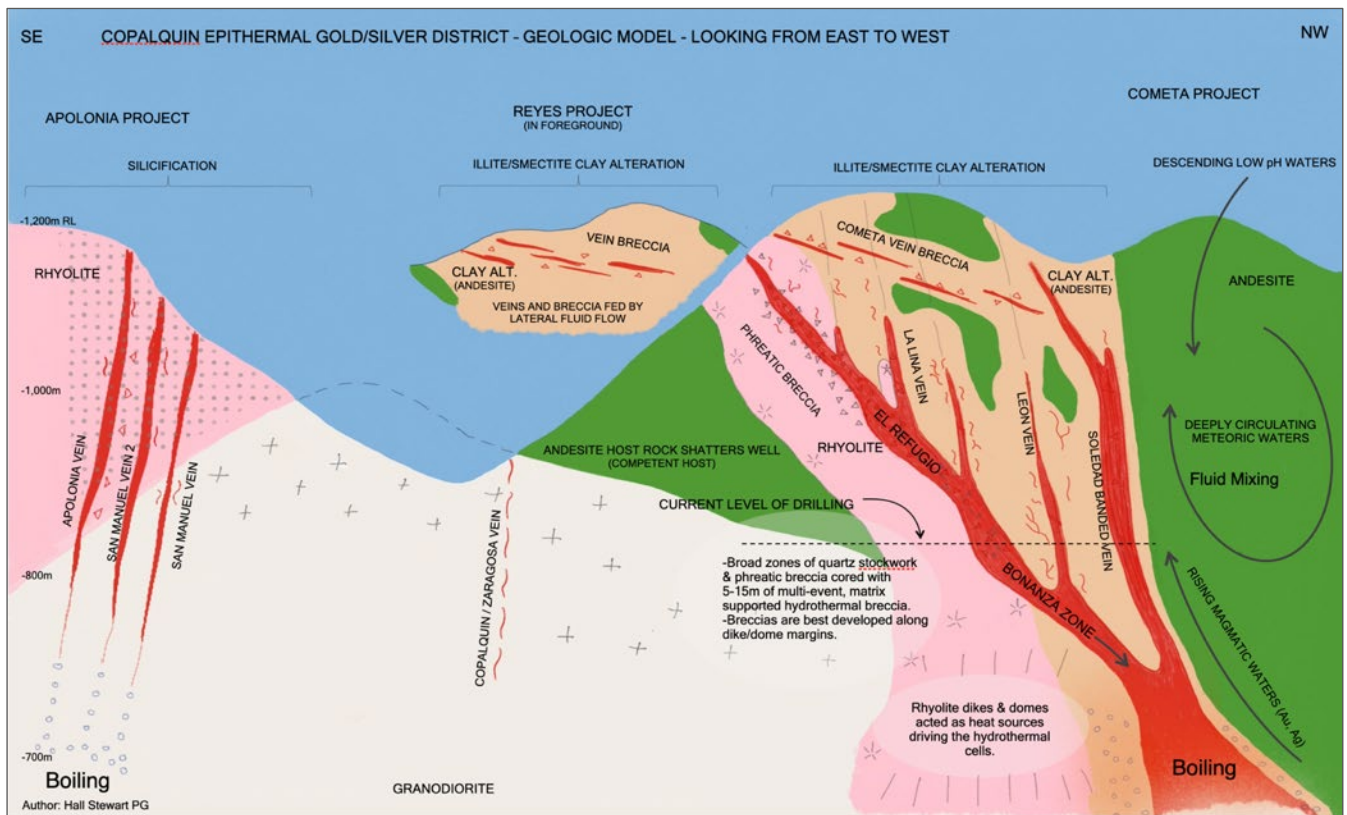 SE
COPALQUIN EPITHERMAL GOLD/SILVER DISTRICT - GEOLOGIC MODEL - LOOKING FROM EAST TO WEST
NW
APOLONIA PROJECT
REYES PROJECT
(IN FOREGROUND)
COMETA PROJECT
SILICIFICATION
ILLITE/SMECTITE CLAY ALTERATION
ILLITE/SMECTITE CLAY ALTERATION
DESCENDING LOW pH WATERS
-1,200m RL
RHYOLITE
VEIN BRECCIA
CLAY ALT.
(ANDESITE)
VEINS AND BRECCIA FED BY
LATERAL FLUID FLOW
COMETA VEIN BRECCIA
CLAY ALT.
(ANDESITE)
ANDESITE
PHREATIC BRECCIA
LA LINA VEIN
-1,000m
EL REFUGIO
LEON VEIN
SOLEDAD BANDED VEIN
RHYOLITE
DEEPLY CIRCULATING
METEORIC WATERS
Fluid Mixing
APOLONIA VEIN
SAN MANUEL VEIN 2
SAN MANUEL VEIN
ANDESITE HOST ROCK SHATTERS WELL
(COMPETENT HOST)
CURRENT LEVEL OF DRILLING
COPALQUIN / ZARAGOSA VEIN
-800m
-Broad zones of quartz stockwork
& phreatic breccia cored with
5-15m of multi-event, matrix
supported hydrothermal breccia.
-Breccias are best developed along
dike/dome margins.
BONANZA ZONE
RISING MAGMATIC WATERS (Au, Ag)
Rhyolite dikes & domes
acted as heat sources
driving the hydrothermal
cells.
-700m
Boiling
Boiling
GRANODIORITE
Author: Hall Stewart PG